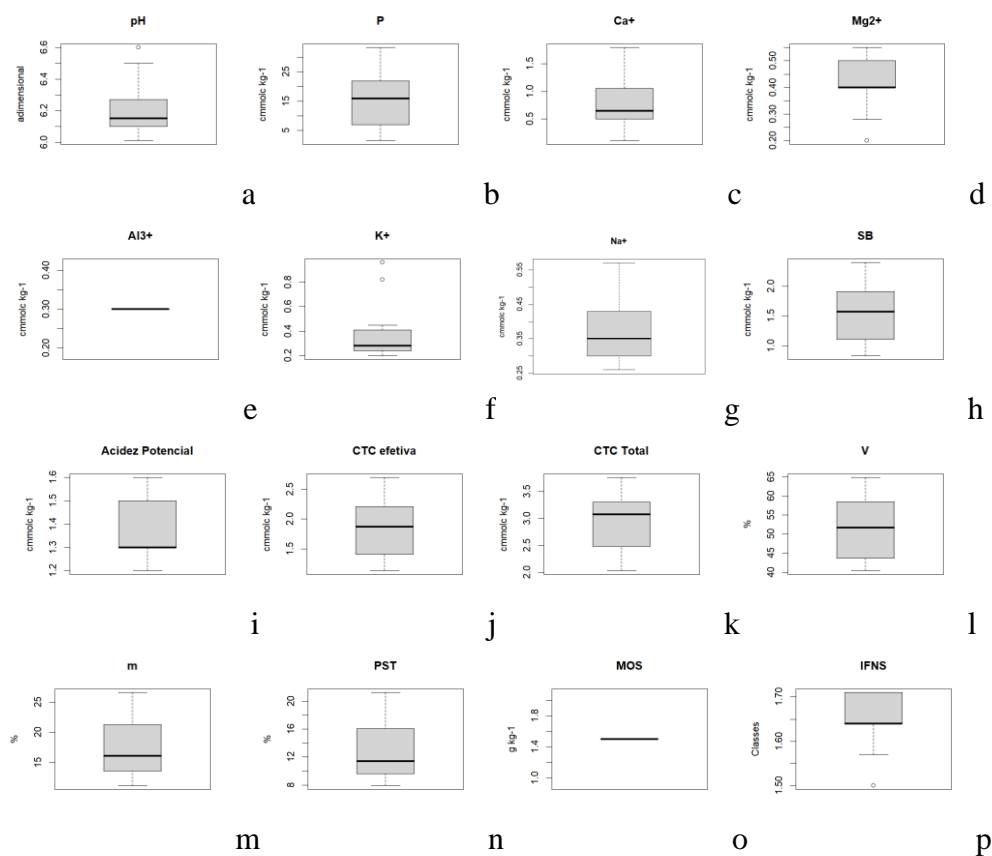 pH
adimensional
6.0 6.2 6.4 6.6
a
P
cmmolc kg-1
5 15 25
b
Ca+
cmmolc kg-1
0.5 1.0 1.5
c
Mg2+
cmmolc kg-1
0.20 0.30 0.40 0.50
d
Al3+
cmmolc kg-1
0.20 0.30 0.40
e
K+
cmmolc kg-1
0.2 0.4 0.6 0.8
f
Na+
cmmolc kg-1
0.25 0.35 0.45 0.55
g
SB
cmmolc kg-1
1.0 1.5 2.0
h
Acidez Potencial
cmmolc kg-1
1.2 1.3 1.4 1.5 1.6
i
CTC efetiva
cmmolc kg-1
1.5 2.0 2.5
j
CTC Total
cmmolc kg-1
2.0 2.5 3.0 3.5
k
V
%
40 45 50 55 60 65
l
m
%
15 20 25
m
PST
%
8 12 16 20
n
MOS
g kg-1
1.0 1.4 1.8
o
IFNS
Classes
1.50 1.60 1.70
p